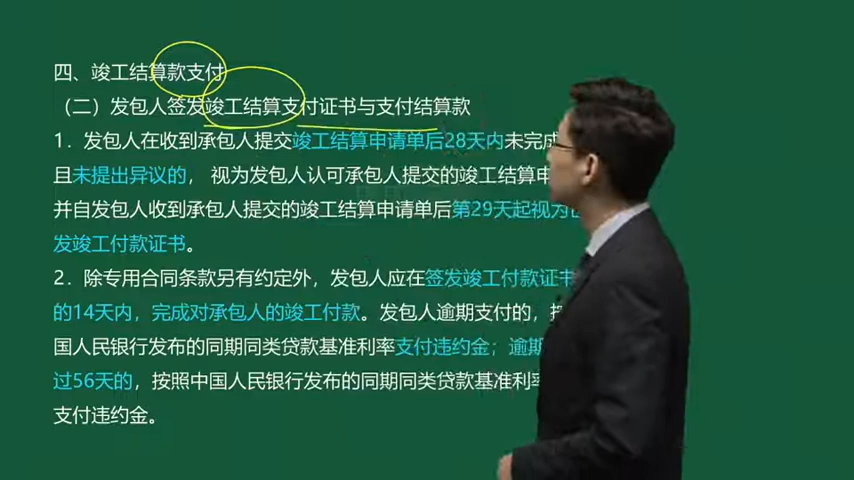 四、竣工结算款支付
（二）发包人签发竣工结算支付证书与支付结算款
1．发包人在收到承包人提交竣工结算申请单后28天内未完成
且未提出异议的，视为发包人认可承包人提交的竣工结算申
并自发包人收到承包人提交的竣工结算申请单后第29天起视为
发竣工付款证书。
2．除专用合同条款另有约定外，发包人应在签发竣工付款证书
的14天内，完成对承包人的竣工付款。发包人逾期支付的，
国人民银行发布的同期同类贷款基准利率支付违约金；逾期
过56天的，按照中国人民银行发布的同期同类贷款基准利率
支付违约金。